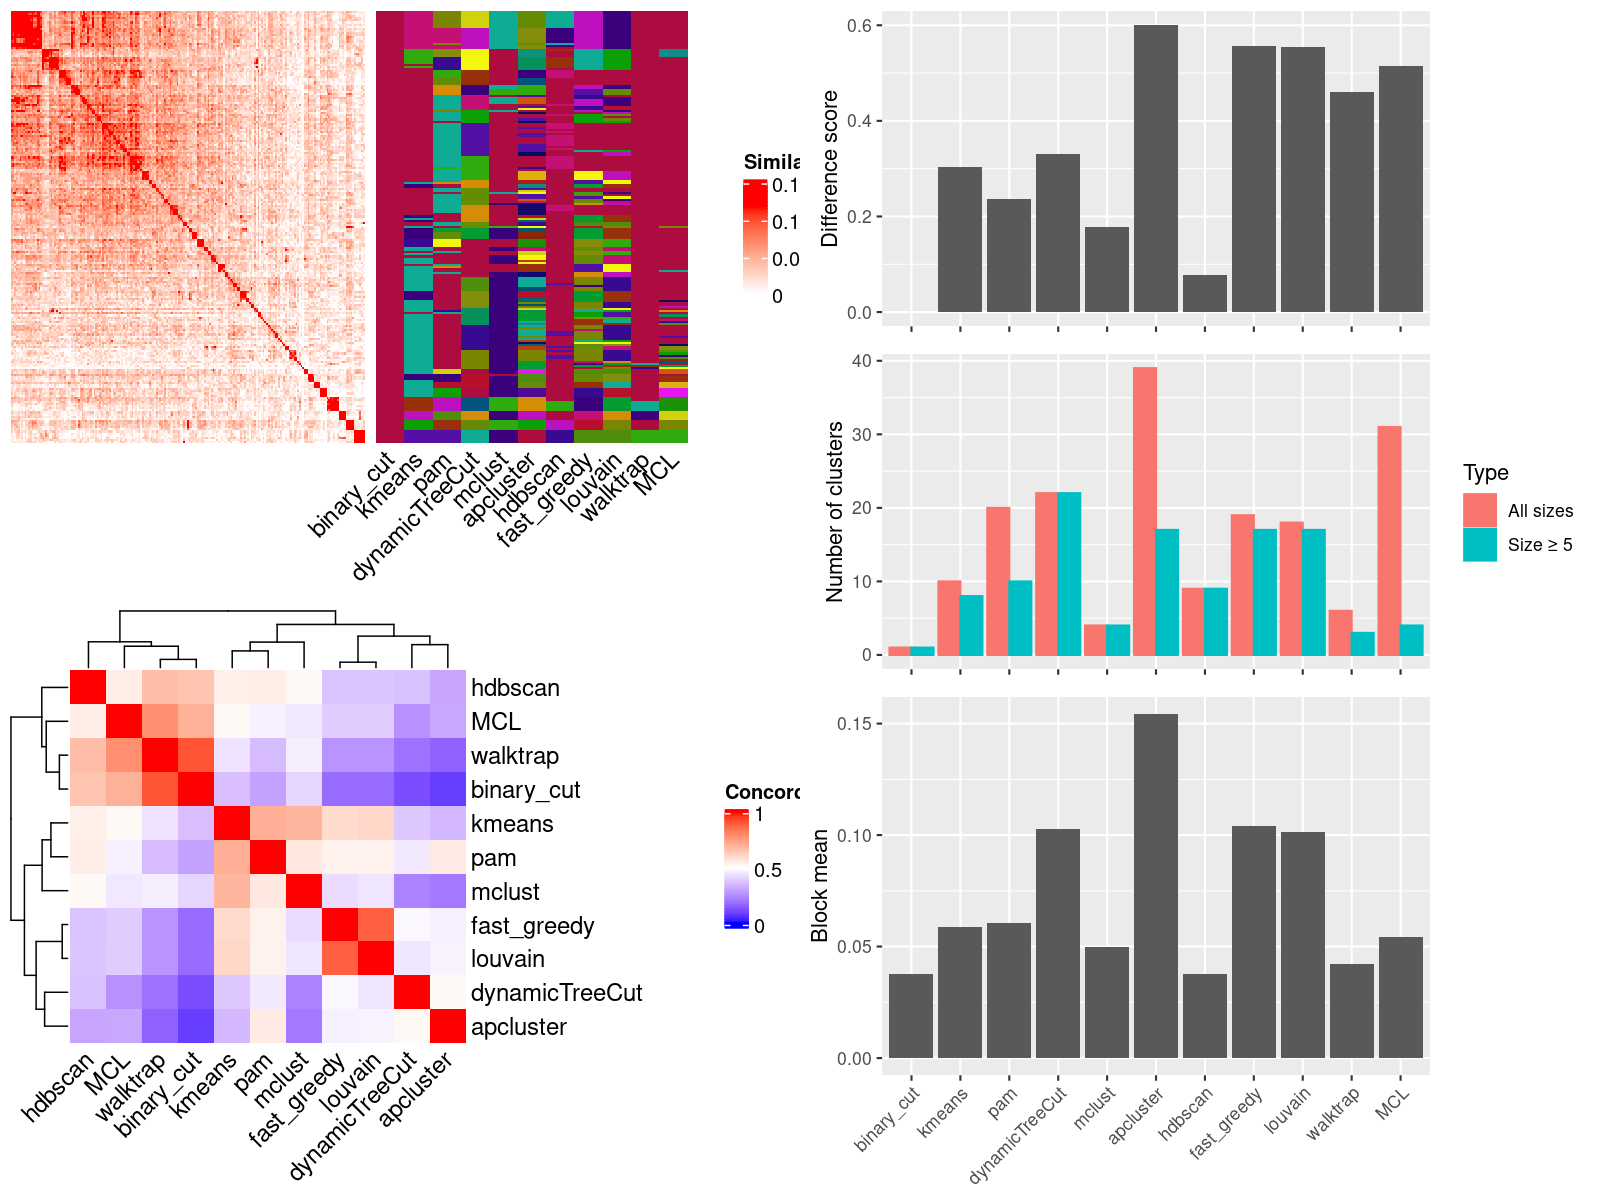 Simila
0.1
0.1
0.0
0
binary_cut
kmeans
pam
dynamicTreeCut
mclust
apcluster
hdbscan
fast_greedy
louvain
walktrap
MCL
hdbscan
MCL
walktrap
binary_cut
kmeans
pam
mclust
fast_greedy
louvain
dynamicTreeCut
apcluster
hdbscan
MCL
walktrap
binary_cut
kmeans
pam
mclust
fast_greedy
louvain
dynamicTreeCut
apcluster
Concord
1
0.5
0
Difference score
0.6
0.4
0.2
0.0
Number of clusters
40
30
20
10
0
Type
All sizes
Size ≥ 5
Block mean
0.15
0.10
0.05
0.00
binary_cut
kmeans
pam
dynamicTreeCut
mclust
apcluster
hdbscan
fast_greedy
louvain
walktrap
MCL